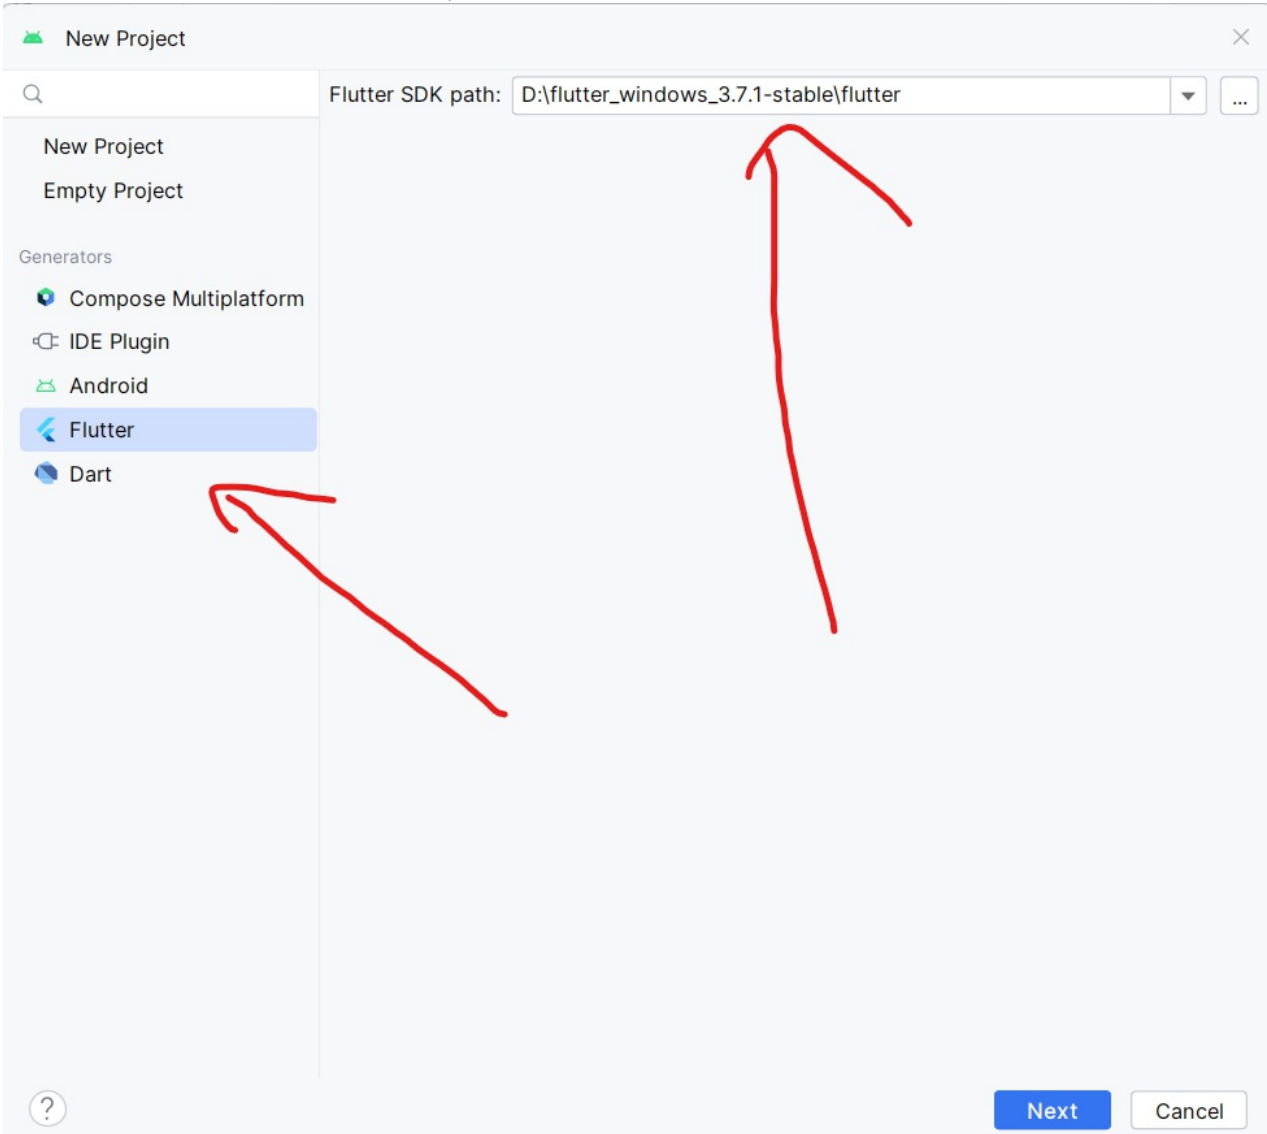 New Project
Flutter SDK path: D:\flutter_windows_3.7.1-stable\flutter ...
New Project
Empty Project
Generators
Compose Multiplatform
IDE Plugin
Android
Flutter
Dart
? Next Cancel